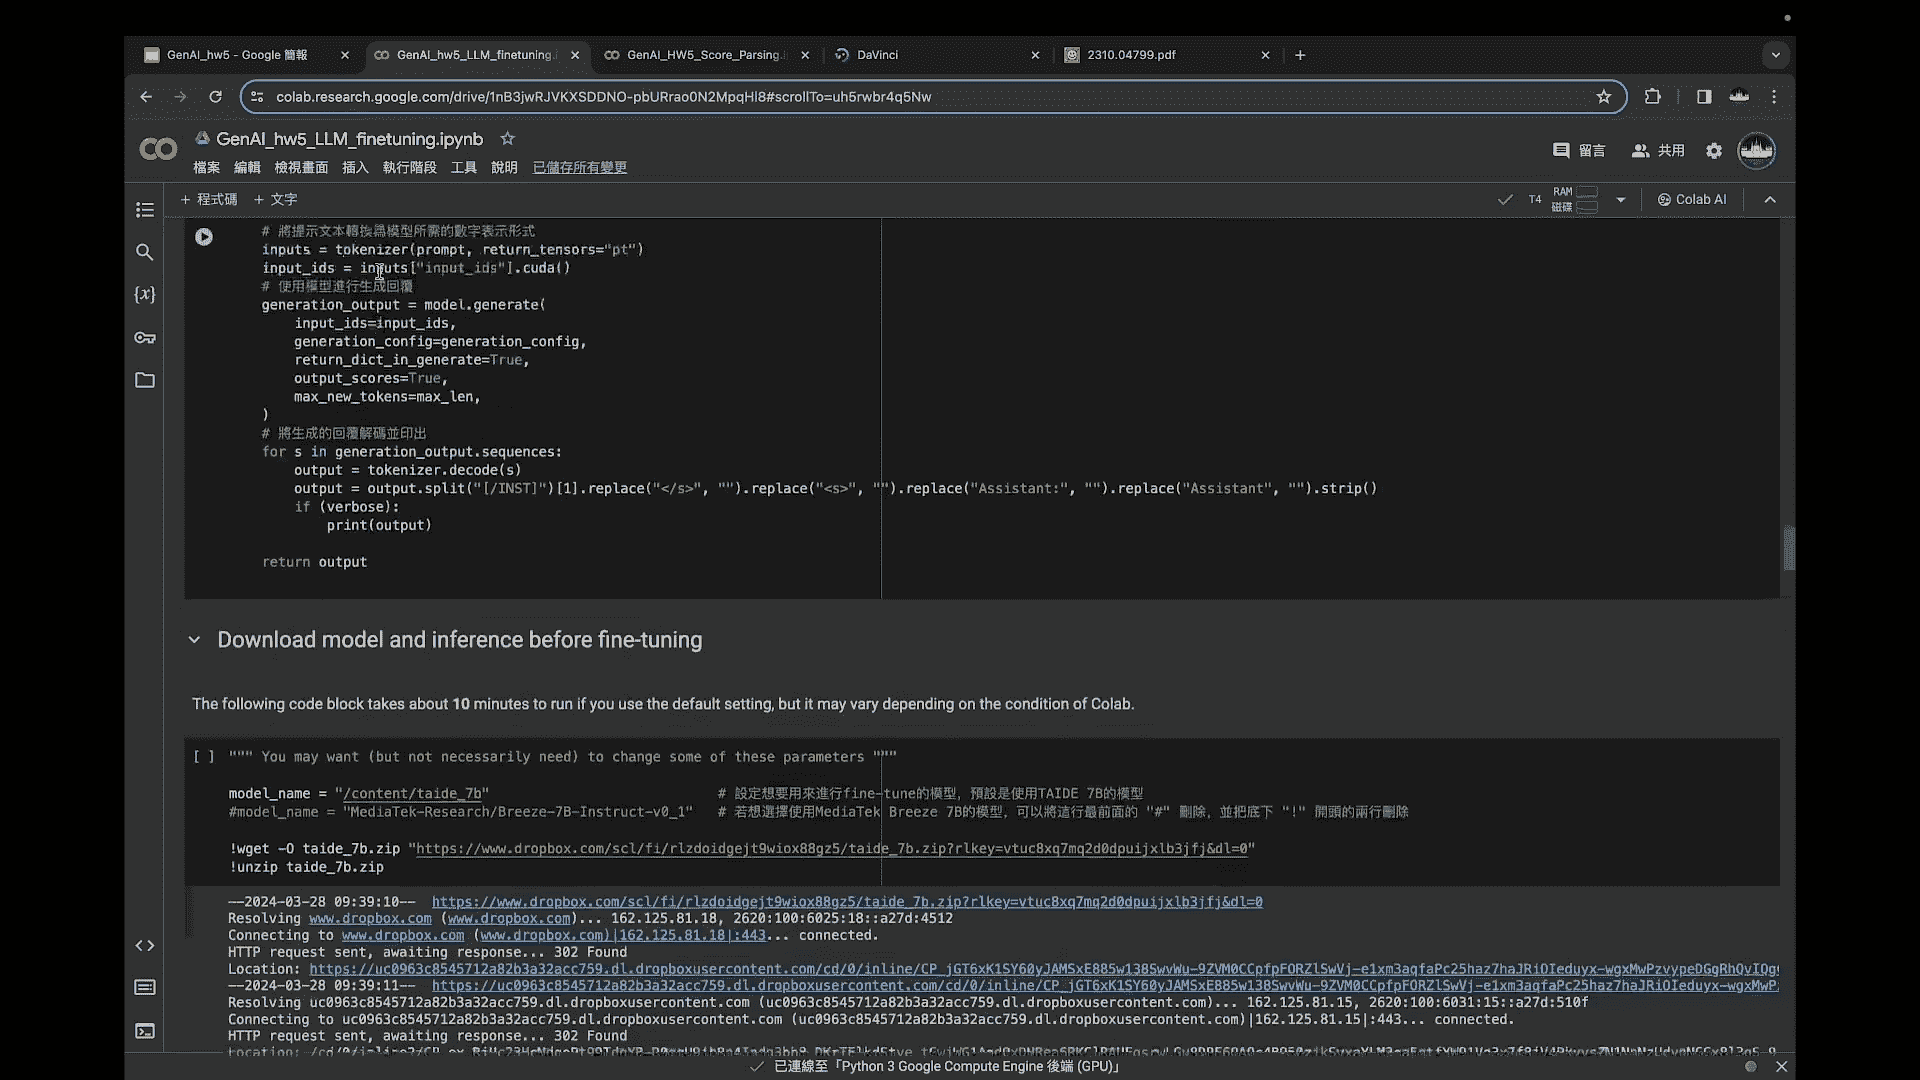 GenAI_hw5 - Google 簡報
GenAI_hw5_LLM_finetuning.i
GenAI_HW5_Score_Parsing.i
DaVinci
2310.04799.pdf
colab.research.google.com/drive/1nB3jwRJVKXSDDNO-pbURrao0N2MpqHl8#scrollTo=uh5rwbr4q5Nw
GenAI_hw5_LLM_finetuning.ipynb
檔案 編輯 檢視畫面 插入 執行階段 工具 說明 已儲存所有變更
留言 共用
+ 程式碼 + 文字
T4 RAM 磁碟 Colab AI
# 將提示文本轉換為模型所需的數字表示形式
inputs = tokenizer(prompt, return_tensors="pt")
input_ids = inputs["input_ids"].cuda()
# 使用模型進行生成回覆
generation_output = model.generate(
input_ids=input_ids,
generation_config=generation_config,
return_dict_in_generate=True,
output_scores=True,
max_new_tokens=max_len,
)
# 將生成的回覆解碼並印出
for s in generation_output.sequences:
output = tokenizer.decode(s)
output = output.split("[/INST]")[1].replace("</s>", "").replace("<s>", "").replace("Assistant:", "").replace("Assistant", "").strip()
if (verbose):
print(output)
return output
Download model and inference before fine-tuning
The following code block takes about 10 minutes to run if you use the default setting, but it may vary depending on the condition of Colab.
[ ] """ You may want (but not necessarily need) to change some of these parameters """
model_name = "/content/taide_7b" # 設定想要用來進行fine-tune的模型，預設是使用TAIDE 7B的模型
#model_name = "MediaTek-Research/Breeze-7B-Instruct-v0_1" # 若想選擇使用MediaTek Breeze 7B的模型，可以將這行最前面的 "#" 刪除，並把底下 "!" 開頭的兩行刪除
!wget -O taide_7b.zip "https://www.dropbox.com/scl/fi/rlzdoidgejt9wiox88gz5/taide_7b.zip?rlkey=vtuc8xq7mq2d0dpuijxlb3jfj&dl=0"
!unzip taide_7b.zip
--2024-03-28 09:39:10-- https://www.dropbox.com/scl/fi/rlzdoidgejt9wiox88gz5/taide_7b.zip?rlkey=vtuc8xq7mq2d0dpuijxlb3jfj&dl=0
Resolving www.dropbox.com (www.dropbox.com)... 162.125.81.18, 2620:100:6025:18::a27d:4512
Connecting to www.dropbox.com (www.dropbox.com)|162.125.81.18|:443... connected.
HTTP request sent, awaiting response... 302 Found
Location: https://uc0963c8545712a82b3a32acc759.dl.dropboxusercontent.com/cd/0/inline/
--2024-03-28 09:39:11-- https://uc0963c8545712a82b3a32acc759.dl.dropboxusercontent.com/cd/0/inline/
Resolving uc0963c8545712a82b3a32acc759.dl.dropboxusercontent.com (uc0963c8545712a82b3a32acc759.dl.dropboxusercontent.com)... 162.125.81.15, 2620:100:6031:15::a27d:510f
Connecting to uc0963c8545712a82b3a32acc759.dl.dropboxusercontent.com (uc0963c8545712a82b3a32acc759.dl.dropboxusercontent.com)|162.125.81.15|:443... connected.
HTTP request sent, awaiting response... 302 Found
已連線至「Python 3 Google Compute Engine 後端 (GPU)」